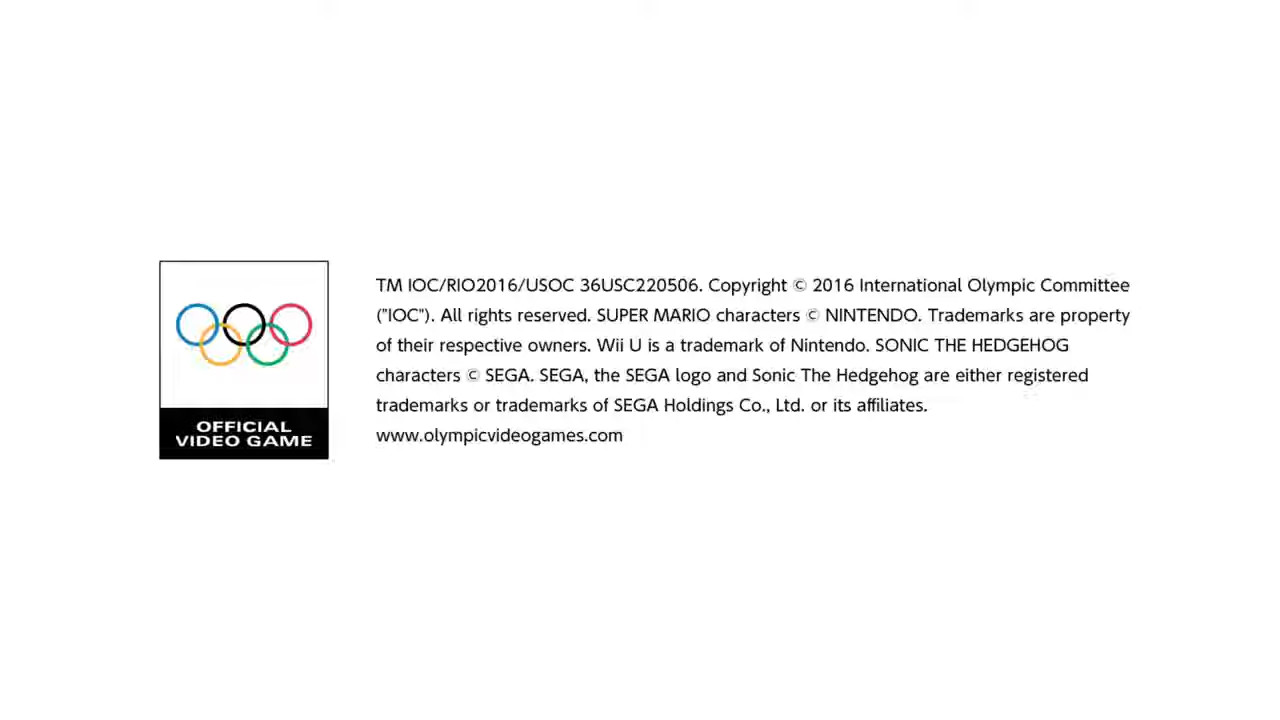 TM IOC/RIO2016/USOC 36USC220506. Copyright © 2016 International Olympic Committee
("IOC"). All rights reserved. SUPER MARIO characters © NINTENDO. Trademarks are property
of their respective owners. Wii U is a trademark of Nintendo. SONIC THE HEDGEHOG
characters © SEGA. SEGA, the SEGA logo and Sonic The Hedgehog are either registered
trademarks or trademarks of SEGA Holdings Co., Ltd. or its affiliates.
www.olympicvideogames.com
OFFICIAL
VIDEO GAME